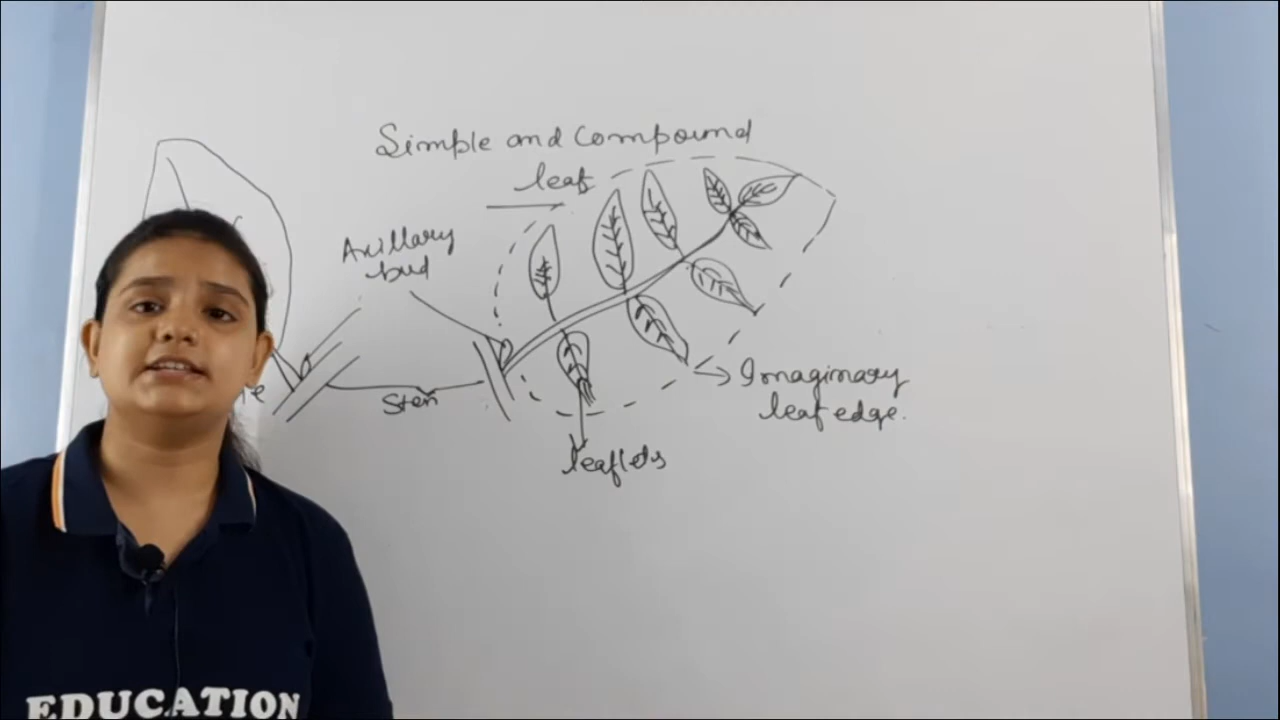 Simple and Compound
leaf
Axillary
bud
Stem
Imaginary
leaf edge.
leaflets
EDUCATION